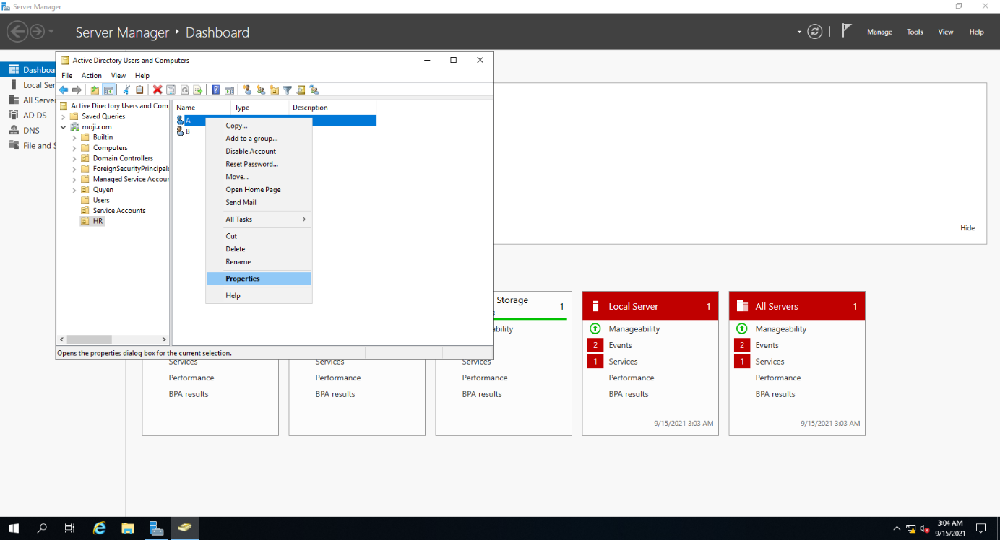 Server Manager
Server Manager • Dashboard
Manage Tools View Help
Active Directory Users and Computers
File Action View Help
Dashboa
Local Ser
All Serve
AD DS
DNS
File and S
Active Directory Users and Com
Saved Queries
moji.com
Builtin
Computers
Domain Controllers
ForeignSecurityPrincipals
Managed Service Accour
Quyen
Users
Service Accounts
HR
Name Type Description
A
B
Copy...
Add to a group...
Disable Account
Reset Password...
Move...
Open Home Page
Send Mail
All Tasks
Cut
Delete
Rename
Properties
Help
Opens the properties dialog box for the current selection.
Hide
Services
Performance
BPA results
Services
Performance
BPA results
Storage 1
ability
Services
Performance
BPA results
Local Server 1
Manageability
2 Events
1 Services
Performance
BPA results
9/15/2021 3:03 AM
All Servers 1
Manageability
2 Events
1 Services
Performance
BPA results
9/15/2021 3:03 AM
3:04 AM
9/15/2021